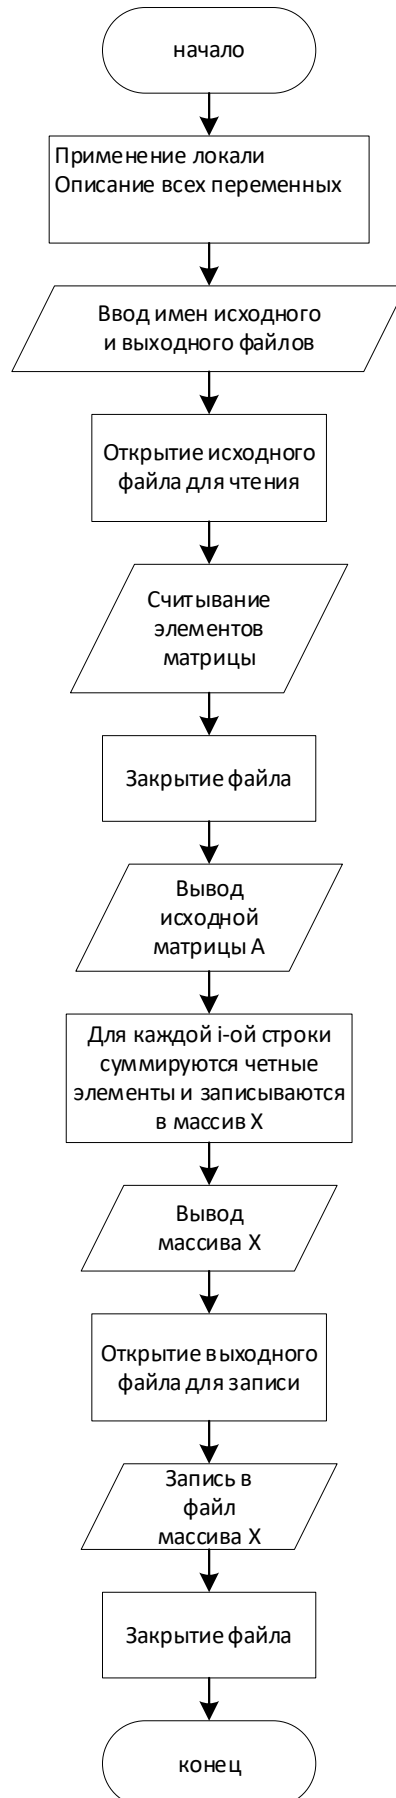 начало
Применение локали
Описание всех переменных
Ввод имен исходного
и выходного файлов
Открытие исходного
файла для чтения
Считывание
элементов
матрицы
Закрытие файла
Вывод
исходной
матрицы А
Для каждой i-ой строки
суммируются четные
элементы и записываются
в массив Х
Вывод
массива Х
Открытие выходного
файла для записи
Запись в
файл
массива Х
Закрытие файла
конец